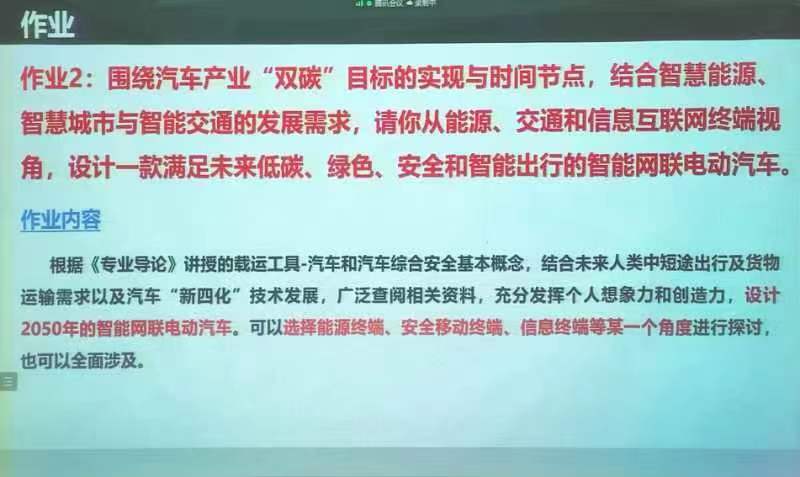 腾讯会议 录制中
作业
作业2：围绕汽车产业“双碳”目标的实现与时间节点，结合智慧能源、
智慧城市与智能交通的发展需求，请你从能源、交通和信息互联网终端视
角，设计一款满足未来低碳、绿色、安全和智能出行的智能网联电动汽车。
作业内容
根据《专业导论》讲授的载运工具-汽车和汽车综合安全基本概念，结合未来人类中短途出行及货物
运输需求以及汽车“新四化”技术发展，广泛查阅相关资料，充分发挥个人想象力和创造力，设计
2050年的智能网联电动汽车。可以选择能源终端、安全移动终端、信息终端等某一个角度进行探讨，
也可以全面涉及。